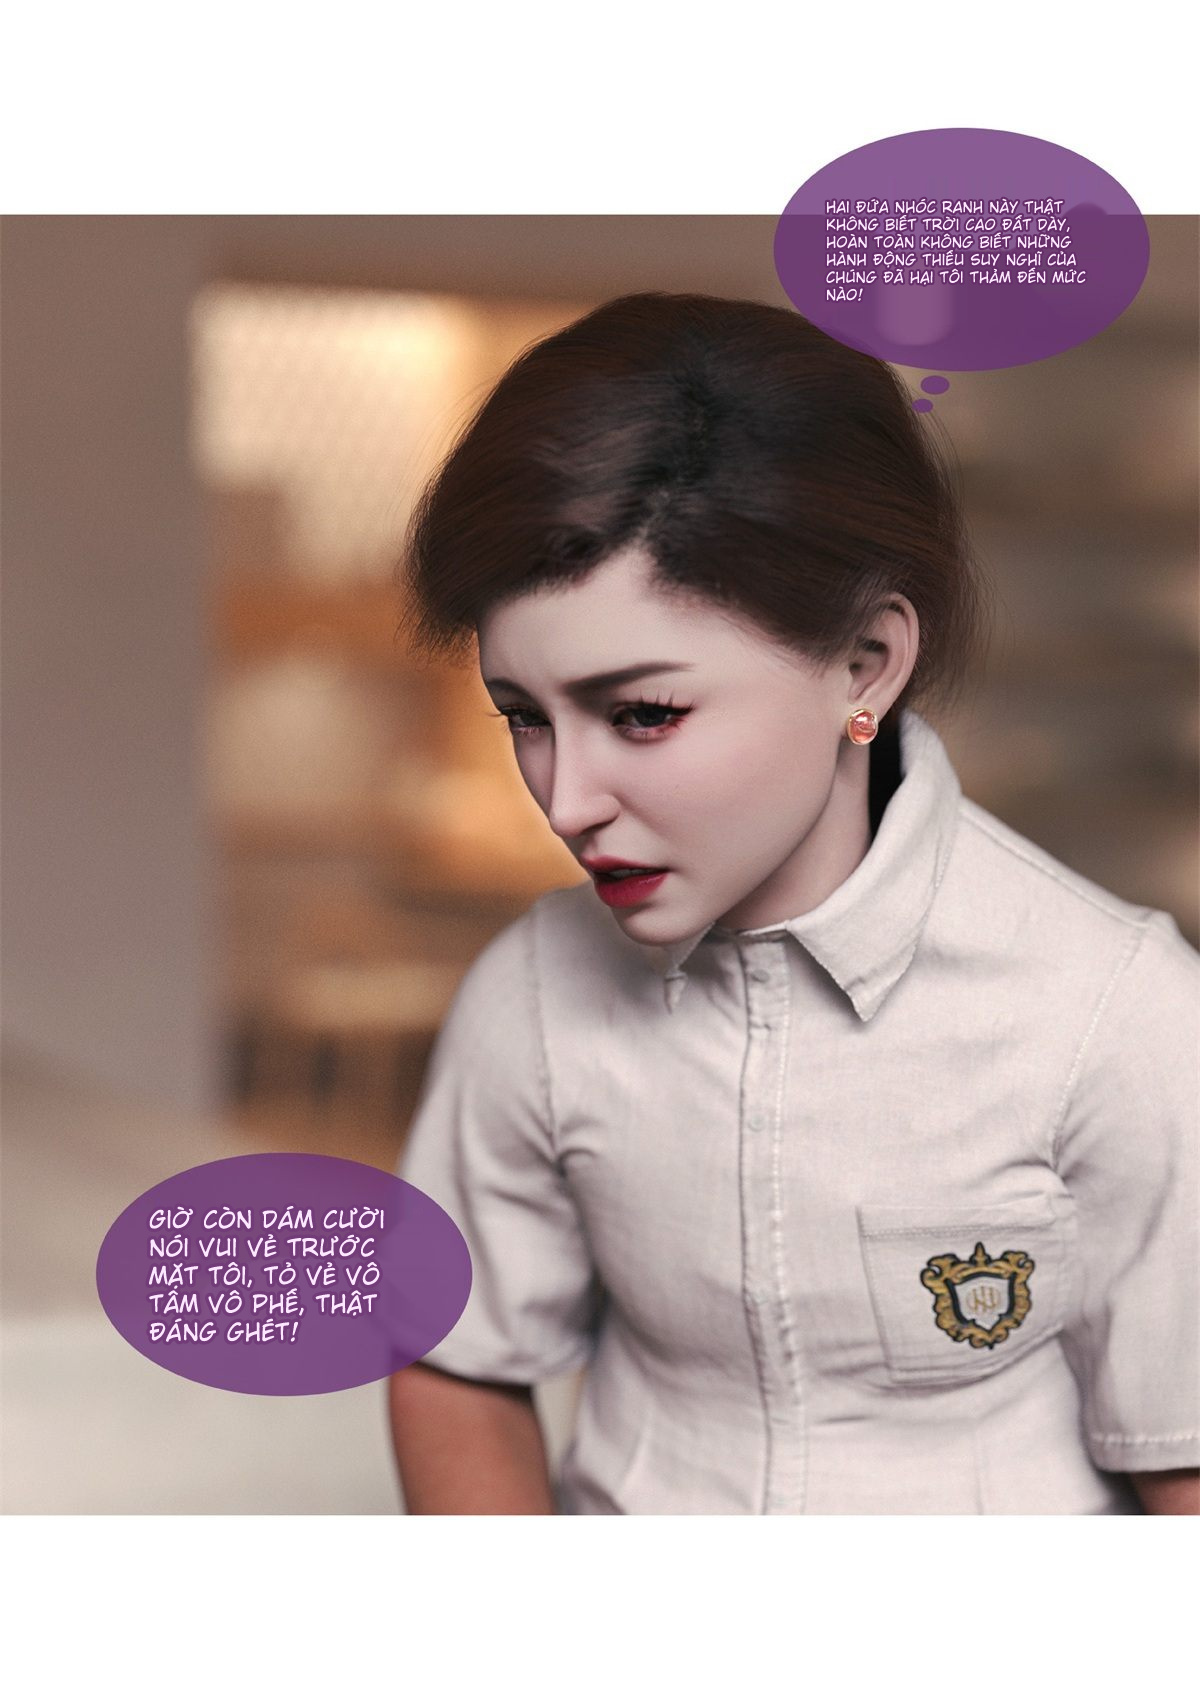 HAI ĐỨA NHÓC RANH NÀY THẬT
KHÔNG BIẾT TRỜI CAO ĐẤT DÀY,
HOÀN TOÀN KHÔNG BIẾT NHỮNG
HÀNH ĐỘNG THIẾU SUY NGHĨ CỦA
CHÚNG ĐÃ HẠI TÔI THẢM ĐẾN MỨC
NÀO!
GIỜ CÒN DÁM CƯỜI
NÓI VUI VẺ TRƯỚC
MẶT TÔI, TỎ VẺ VÔ
TÂM VÔ PHẾ, THẬT
ĐÁNG GHÉT!